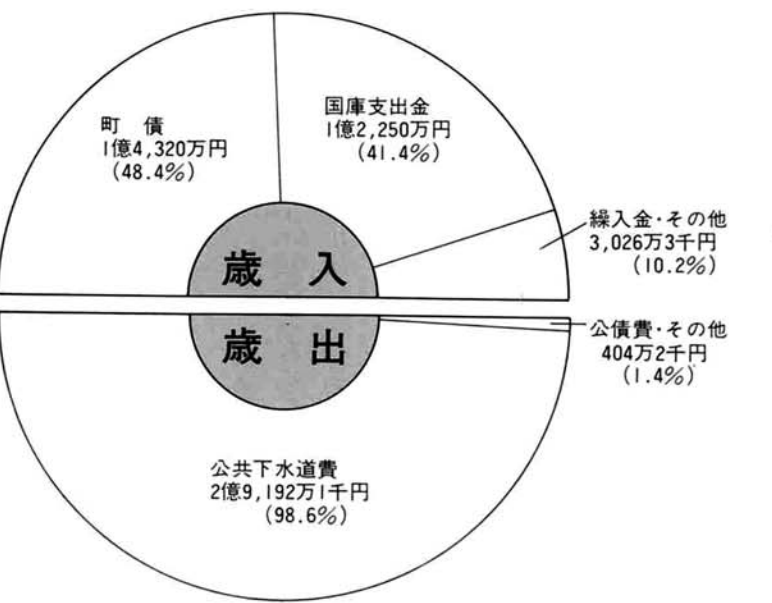 町　債
1億4,320万円
(48.4%)
国庫支出金
1億2,250万円
(41.4%)
繰入金・その他
3,026万3千円
(10.2%)
歳　入
歳　出
公債費・その他
404万2千円
(1.4%)
公共下水道費
2億9,192万1千円
(98.6%)